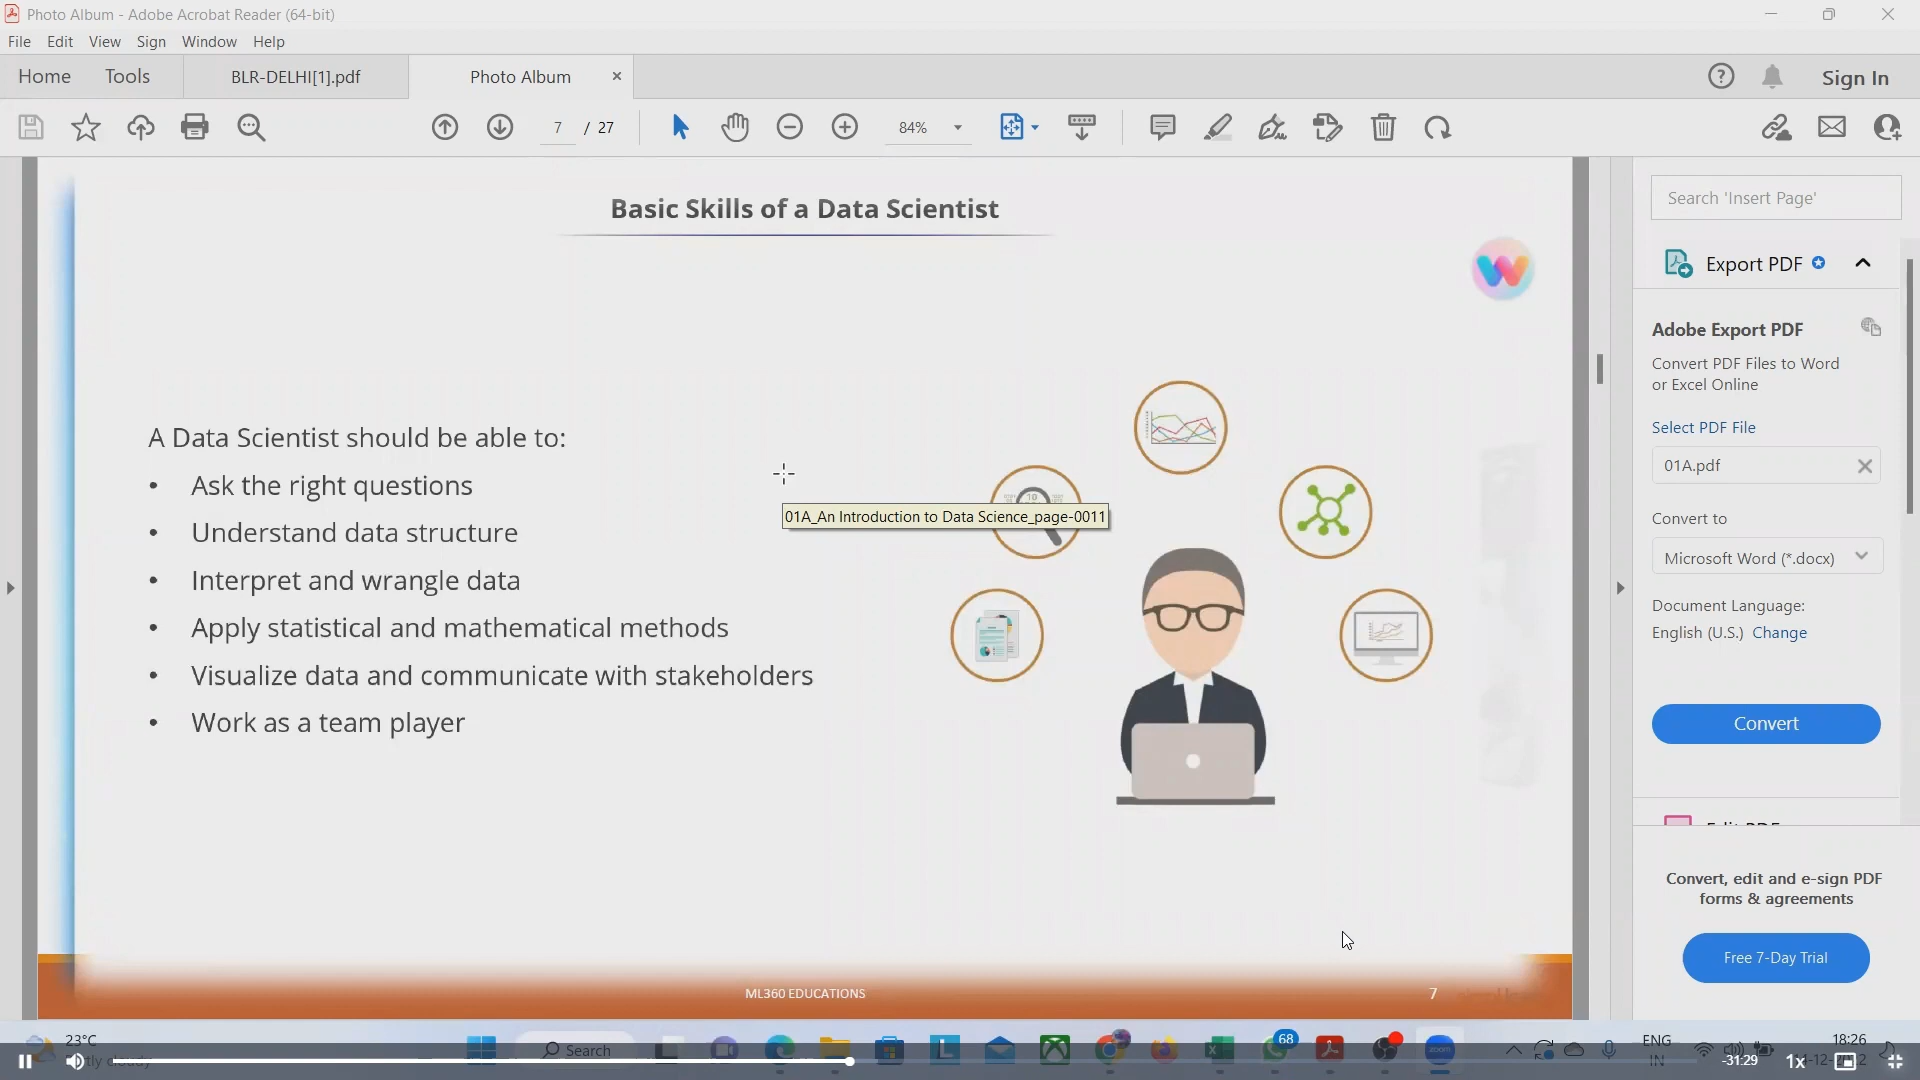 Photo Album - Adobe Acrobat Reader (64-bit)
File Edit View Sign Window Help
Home Tools BLR-DELHI[1].pdf Photo Album × Sign In
7 / 27 84%
Basic Skills of a Data Scientist
A Data Scientist should be able to:
• Ask the right questions
• Understand data structure
• Interpret and wrangle data
• Apply statistical and mathematical methods
• Visualize data and communicate with stakeholders
• Work as a team player
01A_An Introduction to Data Science_page-0011
ML360 EDUCATIONS
7
Search 'Insert Page'
Export PDF
Adobe Export PDF
Convert PDF Files to Word
or Excel Online
Select PDF File
01A.pdf
Convert to
Microsoft Word (*.docx)
Document Language:
English (U.S.) Change
Convert
Convert, edit and e-sign PDF
forms & agreements
Free 7-Day Trial
23°C
Search
68
zoom
ENG
IN
18:26
-31:29
1x